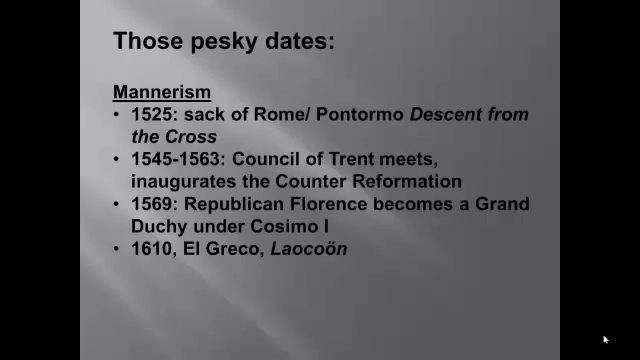 Those pesky dates:
Mannerism
• 1525: sack of Rome/ Pontormo Descent from
the Cross
• 1545-1563: Council of Trent meets,
inaugurates the Counter Reformation
• 1569: Republican Florence becomes a Grand
Duchy under Cosimo I
• 1610, El Greco, Laocoön